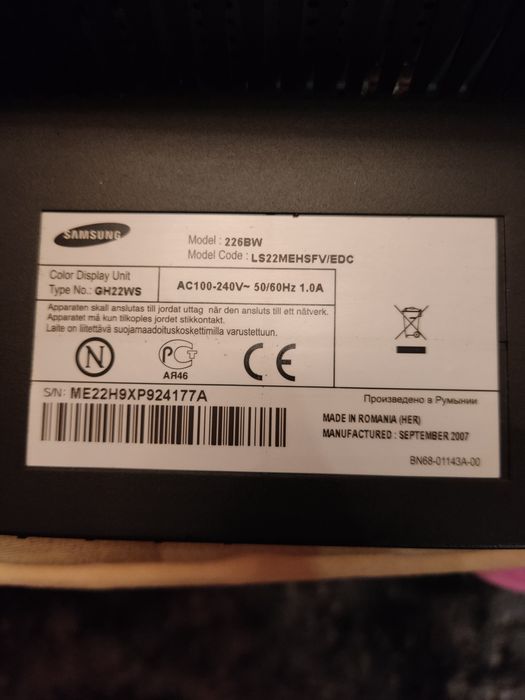 SAMSUNG
Model : 226BW
Model Code : LS22MEHSFV/EDC
Color Display Unit
Type No.: GH22WS
AC100-240V~ 50/60Hz 1.0A
Apparaten skall anslutas till jordat uttag när den ansluts till ett nätverk.
Apparatet må kun tilkoples jordet stikkontakt.
Laite on liitettävä suojamaadoituskoskettimilla varustettuun.
N
PCT
АЯ46
CE
S/N: ME22H9XP924177A
Произведено в Румынии
MADE IN ROMANIA (HER)
MANUFACTURED : SEPTEMBER 2007
BN68-01143A-00